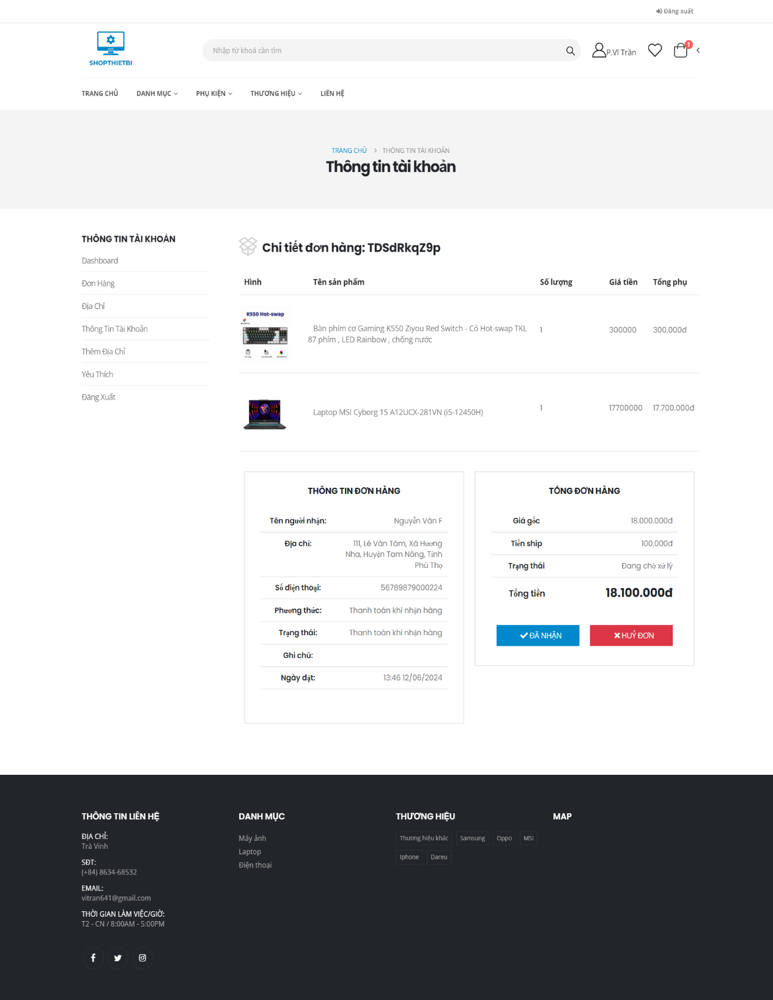 Đăng xuất
SHOPTHIETBI
Nhập từ khoá cần tìm
P.Vĩ Trần
1
TRANG CHỦ
DANH MỤC
PHỤ KIỆN
THƯƠNG HIỆU
LIÊN HỆ
TRANG CHỦ > THÔNG TIN TÀI KHOẢN
Thông tin tài khoản
THÔNG TIN TÀI KHOẢN
Dashboard
Đơn Hàng
Địa Chỉ
Thông Tin Tài Khoản
Thêm Địa Chỉ
Yêu Thích
Đăng Xuất
Chi tiết đơn hàng: TDSdRkqZ9p
Hình Tên sản phẩm Số lượng Giá tiền Tổng phụ
K550 Hot-swap
Bàn phím cơ Gaming K550 Ziyou Red Switch - Có Hot-swap TKL
87 phím , LED Rainbow , chống nước
1 300000 300.000đ
Laptop MSI Cyborg 15 A12UCX-281VN (i5-12450H)
1 17700000 17.700.000đ
THÔNG TIN ĐƠN HÀNG
Tên người nhận: Nguyễn Văn F
Địa chỉ: 111, Lê Văn Tám, Xã Hương
Nha, Huyện Tam Nông, Tỉnh
Phú Thọ
Số điện thoại: 56789879000224
Phương thức: Thanh toán khi nhận hàng
Trạng thái: Thanh toán khi nhận hàng
Ghi chú:
Ngày đặt: 13:46 12/06/2024
TỔNG ĐƠN HÀNG
Giá gốc 18.000.000đ
Tiền ship 100.000đ
Trạng thái Đang chờ xử lý
Tổng tiền 18.100.000đ
ĐÃ NHẬN
HUỶ ĐƠN
THÔNG TIN LIÊN HỆ
ĐỊA CHỈ:
Trà Vinh
SĐT:
(+84) 8634-68532
EMAIL:
vitran641@gmail.com
THỜI GIAN LÀM VIỆC/GIỜ:
T2 - CN / 8:00AM - 5:00PM
DANH MỤC
Máy ảnh
Laptop
Điện thoại
THƯƠNG HIỆU
Thương hiệu khác Samsung Oppo MSI
Iphone Dareu
MAP